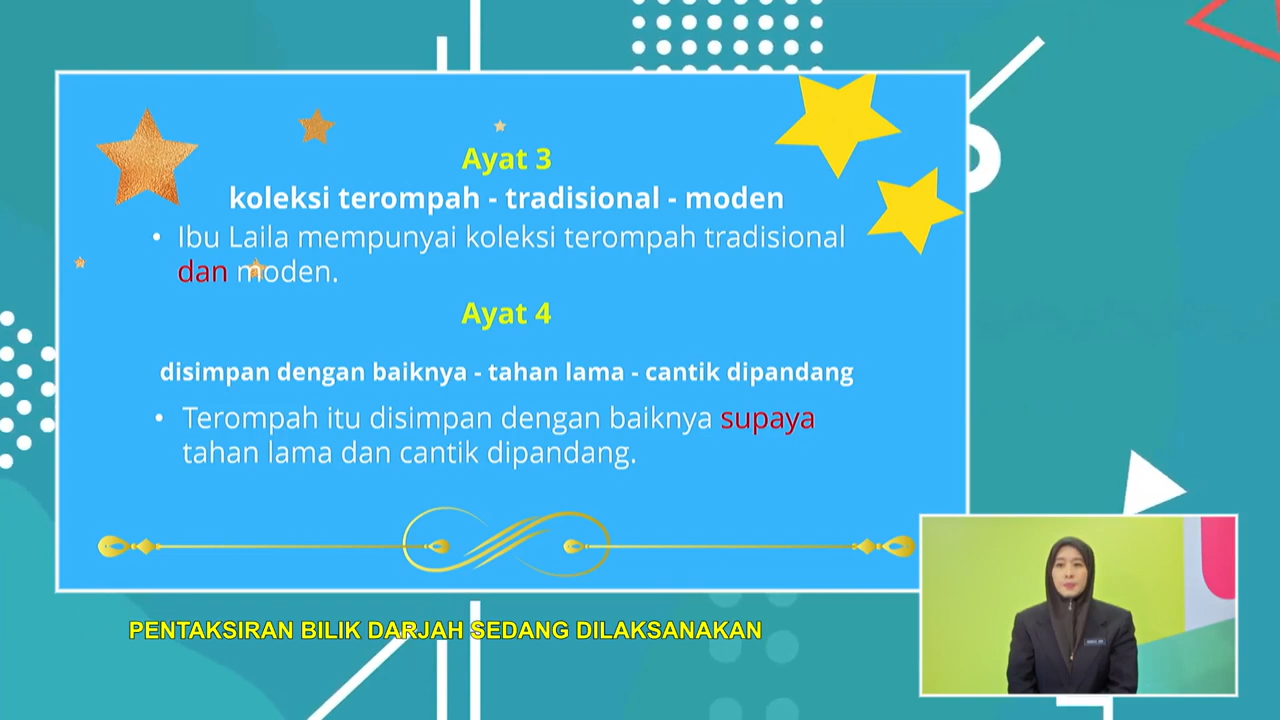 Ayat 3
koleksi terompah - tradisional - moden
• Ibu Laila mempunyai koleksi terompah tradisional
dan moden.
Ayat 4
disimpan dengan baiknya - tahan lama - cantik dipandang
• Terompah itu disimpan dengan baiknya supaya
tahan lama dan cantik dipandang.
PENTAKSIRAN BILIK DARJAH SEDANG DILAKSANAKAN